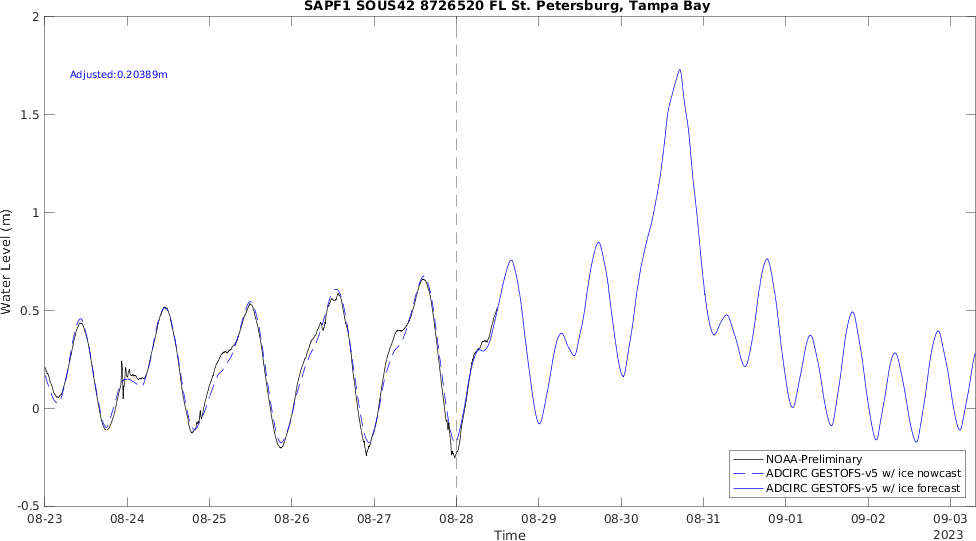 SAPF1 SOUS42 8726520 FL St. Petersburg, Tampa Bay
Adjusted:0.20389m
Water Level (m)
2
1.5
1
0.5
0
-0.5
NOAA-Preliminary
ADCIRC GESTOFS-v5 w/ ice nowcast
ADCIRC GESTOFS-v5 w/ ice forecast
08-23 08-24 08-25 08-26 08-27 08-28 08-29 08-30 08-31 09-01 09-02 09-03
Time
2023